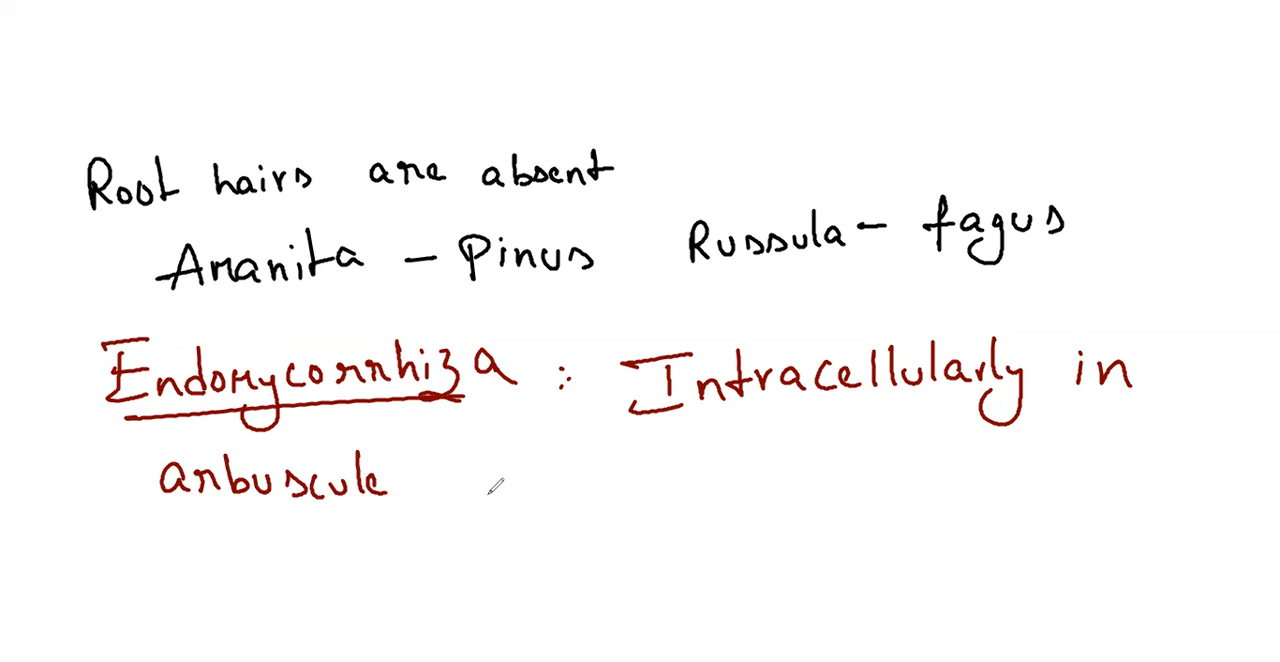 Root hairs are absent
Amanita - Pinus Russula - fagus
Endomycorrhiza : Intracellularly in
arbuscule